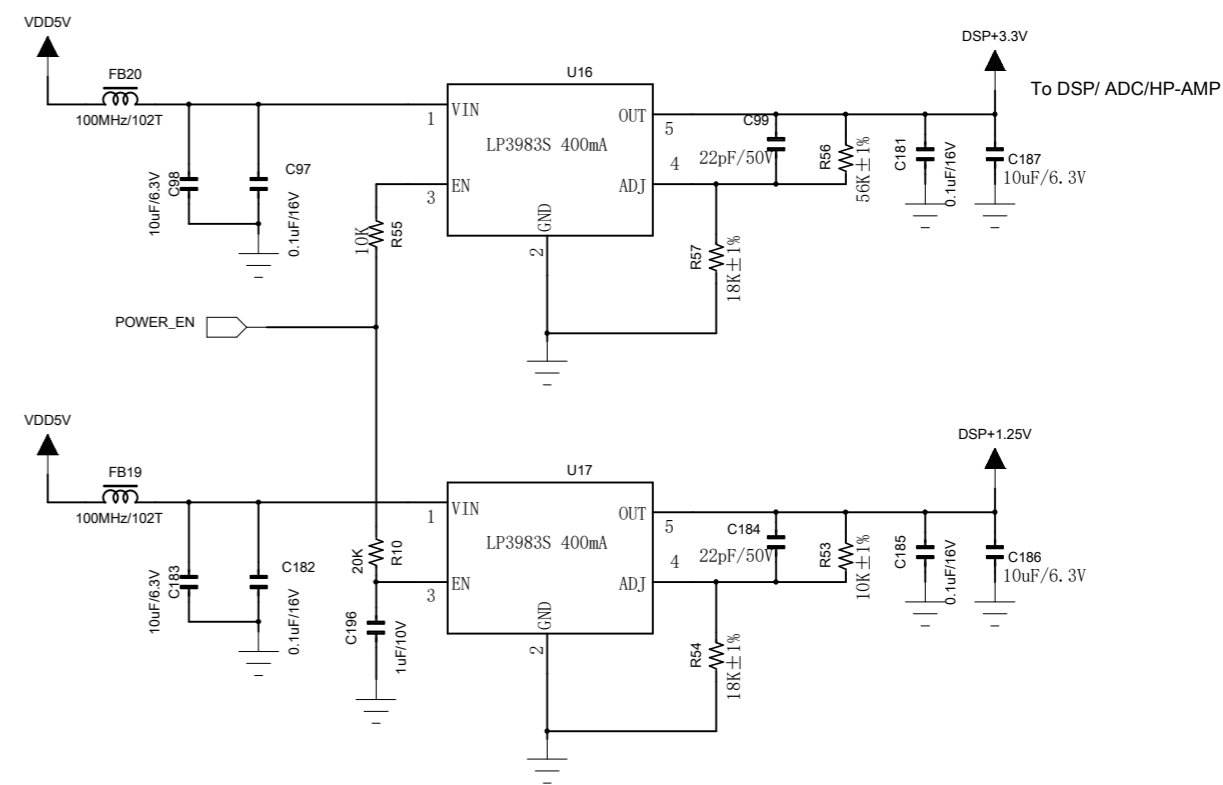 VDD5V
FB20
100MHz/102T
10uF/6.3V
C98
C97
0.1uF/16V
U16
VIN
1
OUT
5
LP3983S 400mA
EN
3
ADJ
4
GND
2
10K
R55
C99
22pF/50V
R56
56K±1%
R57
18K±1%
C181
0.1uF/16V
C187
10uF/6.3V
DSP+3.3V
To DSP/ ADC/HP-AMP
POWER_EN
VDD5V
FB19
100MHz/102T
10uF/6.3V
C183
C182
0.1uF/16V
20K
R10
C196
1uF/10V
U17
VIN
1
OUT
5
LP3983S 400mA
EN
3
ADJ
4
GND
2
C184
22pF/50V
R53
10K±1%
R54
18K±1%
C185
0.1uF/16V
C186
10uF/6.3V
DSP+1.25V